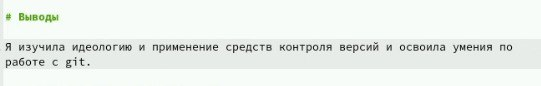 # Выводы
Я изучила идеологию и применение средств контроля версий и освоила умения по
работе с git.